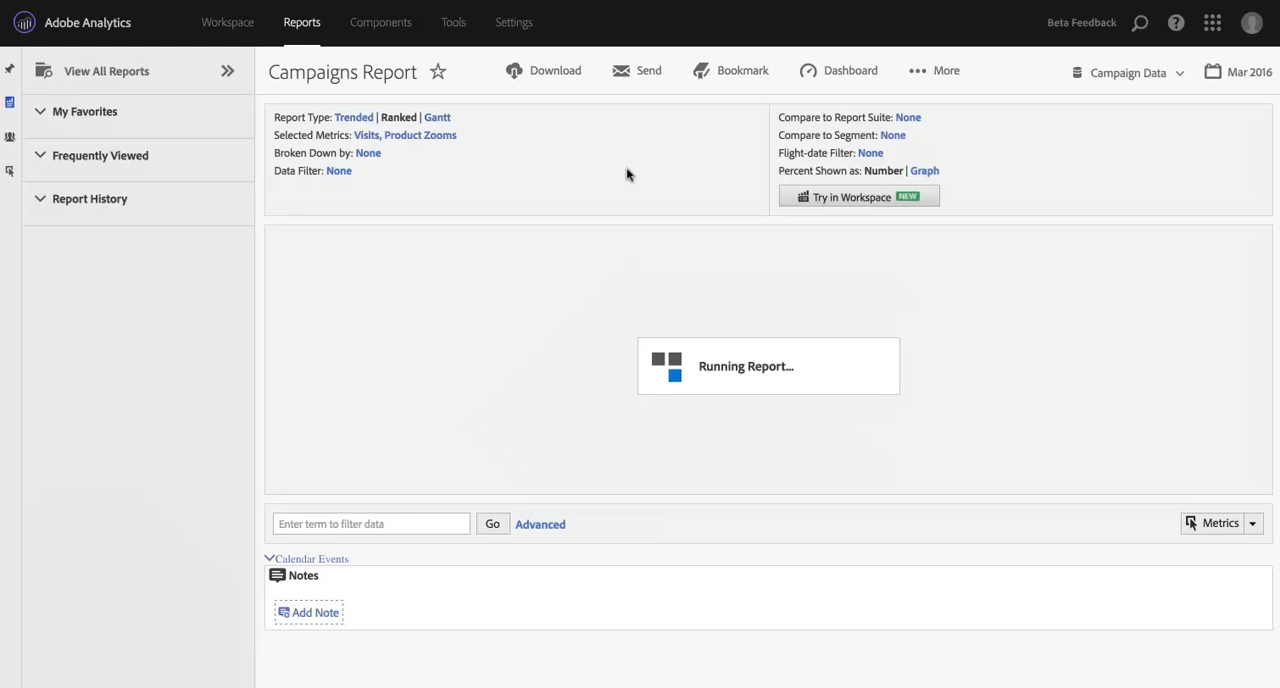 Adobe Analytics
Workspace
Reports
Components
Tools
Settings
Beta Feedback
View All Reports
My Favorites
Frequently Viewed
Report History
Campaigns Report
Download
Send
Bookmark
Dashboard
More
Campaign Data
Mar 2016
Report Type: Trended | Ranked | Gantt
Selected Metrics: Visits, Product Zooms
Broken Down by: None
Data Filter: None
Compare to Report Suite: None
Compare to Segment: None
Flight-date Filter: None
Percent Shown as: Number | Graph
Try in Workspace NEW
Running Report...
Enter term to filter data
Go
Advanced
Metrics
Calendar Events
Notes
Add Note